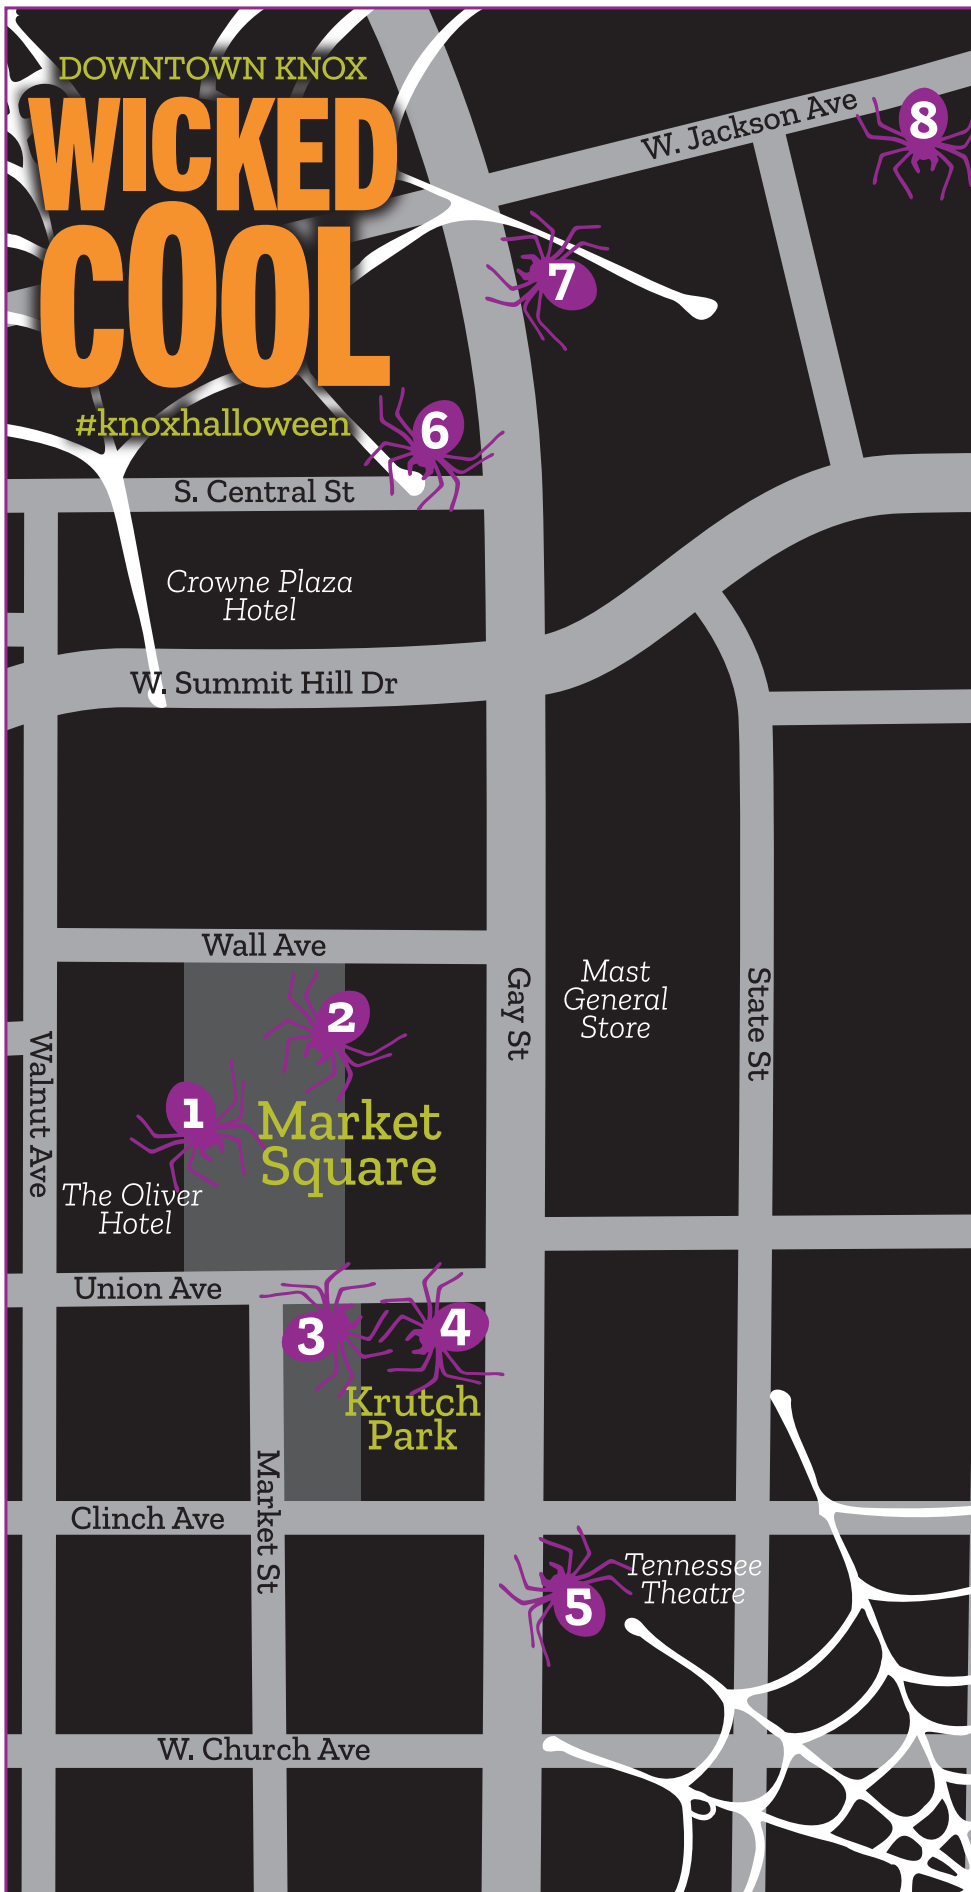 DOWNTOWN KNOX
WICKED
COOL
#knoxhalloween
W. Jackson Ave
8
7
6
S. Central St
Crowne Plaza
Hotel
W. Summit Hill Dr
Wall Ave
Gay St
Mast
General
Store
State St
2
Walnut Ave
1
Market
Square
The Oliver
Hotel
Union Ave
3
4
Krutch
Park
Market St
Clinch Ave
Tennessee
Theatre
5
W. Church Ave